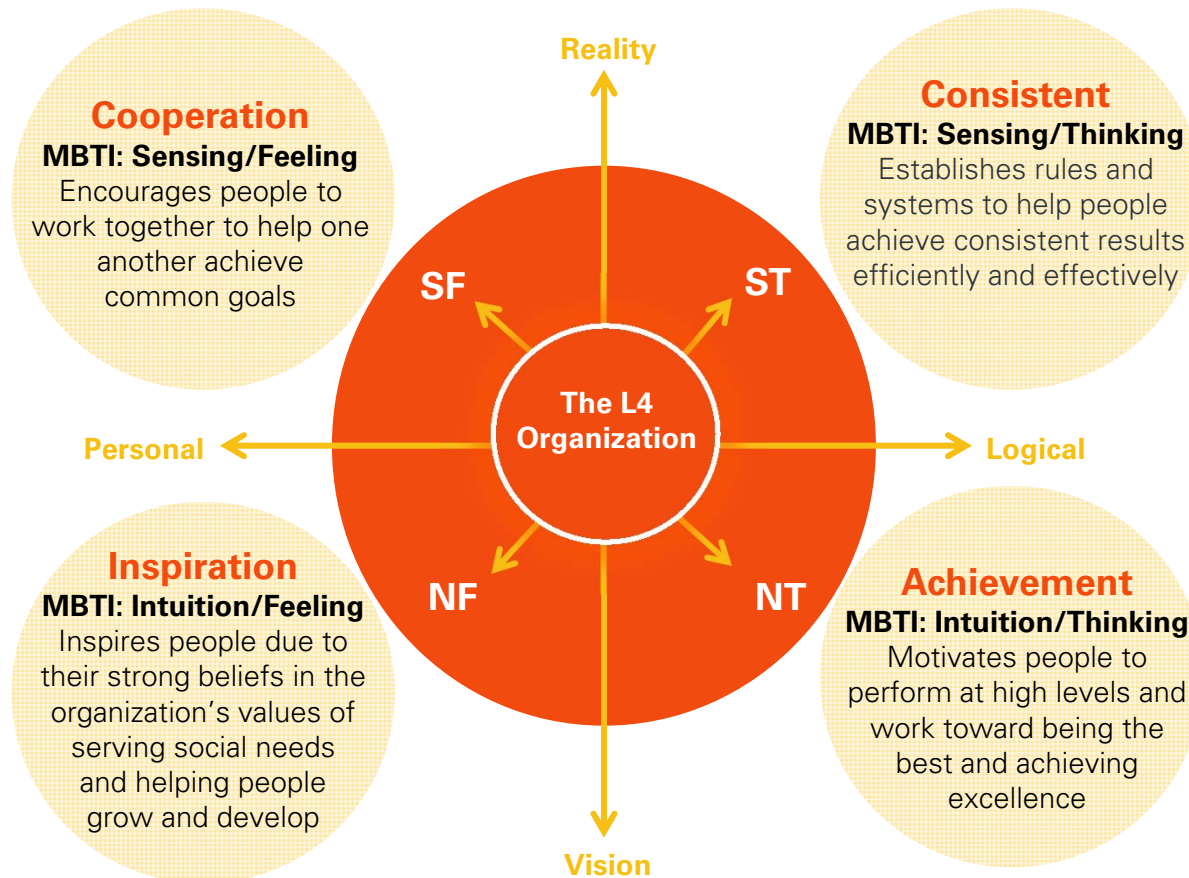 Reality
Cooperation
MBTI: Sensing/Feeling
Encourages people to
work together to help one
another achieve
common goals
Consistent
MBTI: Sensing/Thinking
Establishes rules and
systems to help people
achieve consistent results
efficiently and effectively
SF
ST
The L4
Organization
Personal
Logical
NF
NT
Inspiration
MBTI: Intuition/Feeling
Inspires people due to
their strong beliefs in the
organization’s values of
serving social needs
and helping people
grow and develop
Achievement
MBTI: Intuition/Thinking
Motivates people to
perform at high levels and
work toward being the
best and achieving
excellence
Vision